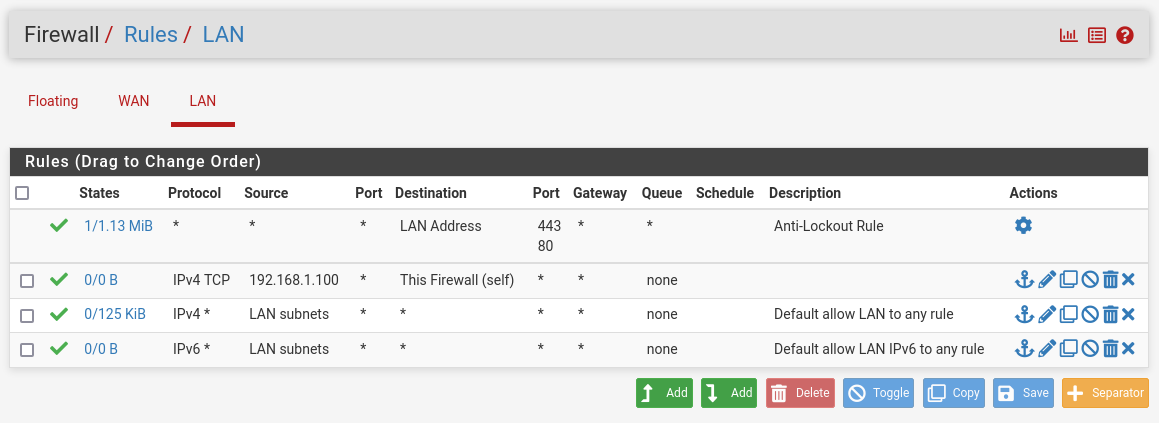 Firewall / Rules / LAN
Floating WAN LAN
Rules (Drag to Change Order)
States Protocol Source Port Destination Port Gateway Queue Schedule Description Actions
1/1.13 MiB * * * LAN Address 443 * * Anti-Lockout Rule
80
0/0 B IPv4 TCP 192.168.1.100 * This Firewall (self) * * none
0/125 KiB IPv4 * LAN subnets * * * * none Default allow LAN to any rule
0/0 B IPv6 * LAN subnets * * * * none Default allow LAN IPv6 to any rule
Add Add Delete Toggle Copy Save Separator